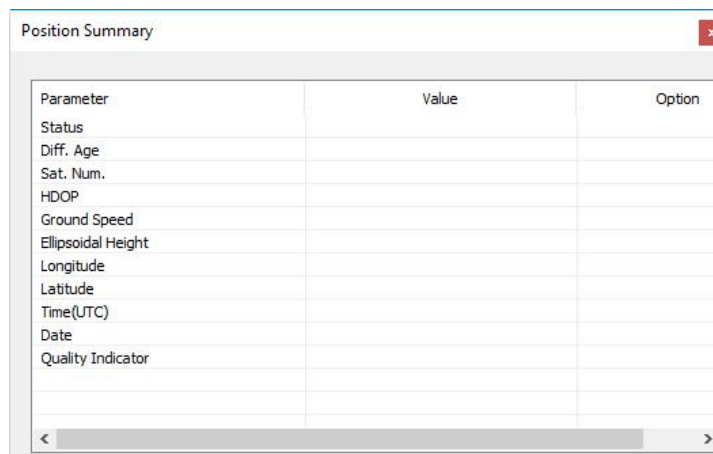 Position Summary
Parameter Value Option
Status
Diff. Age
Sat. Num.
HDOP
Ground Speed
Ellipsoidal Height
Longitude
Latitude
Time(UTC)
Date
Quality Indicator